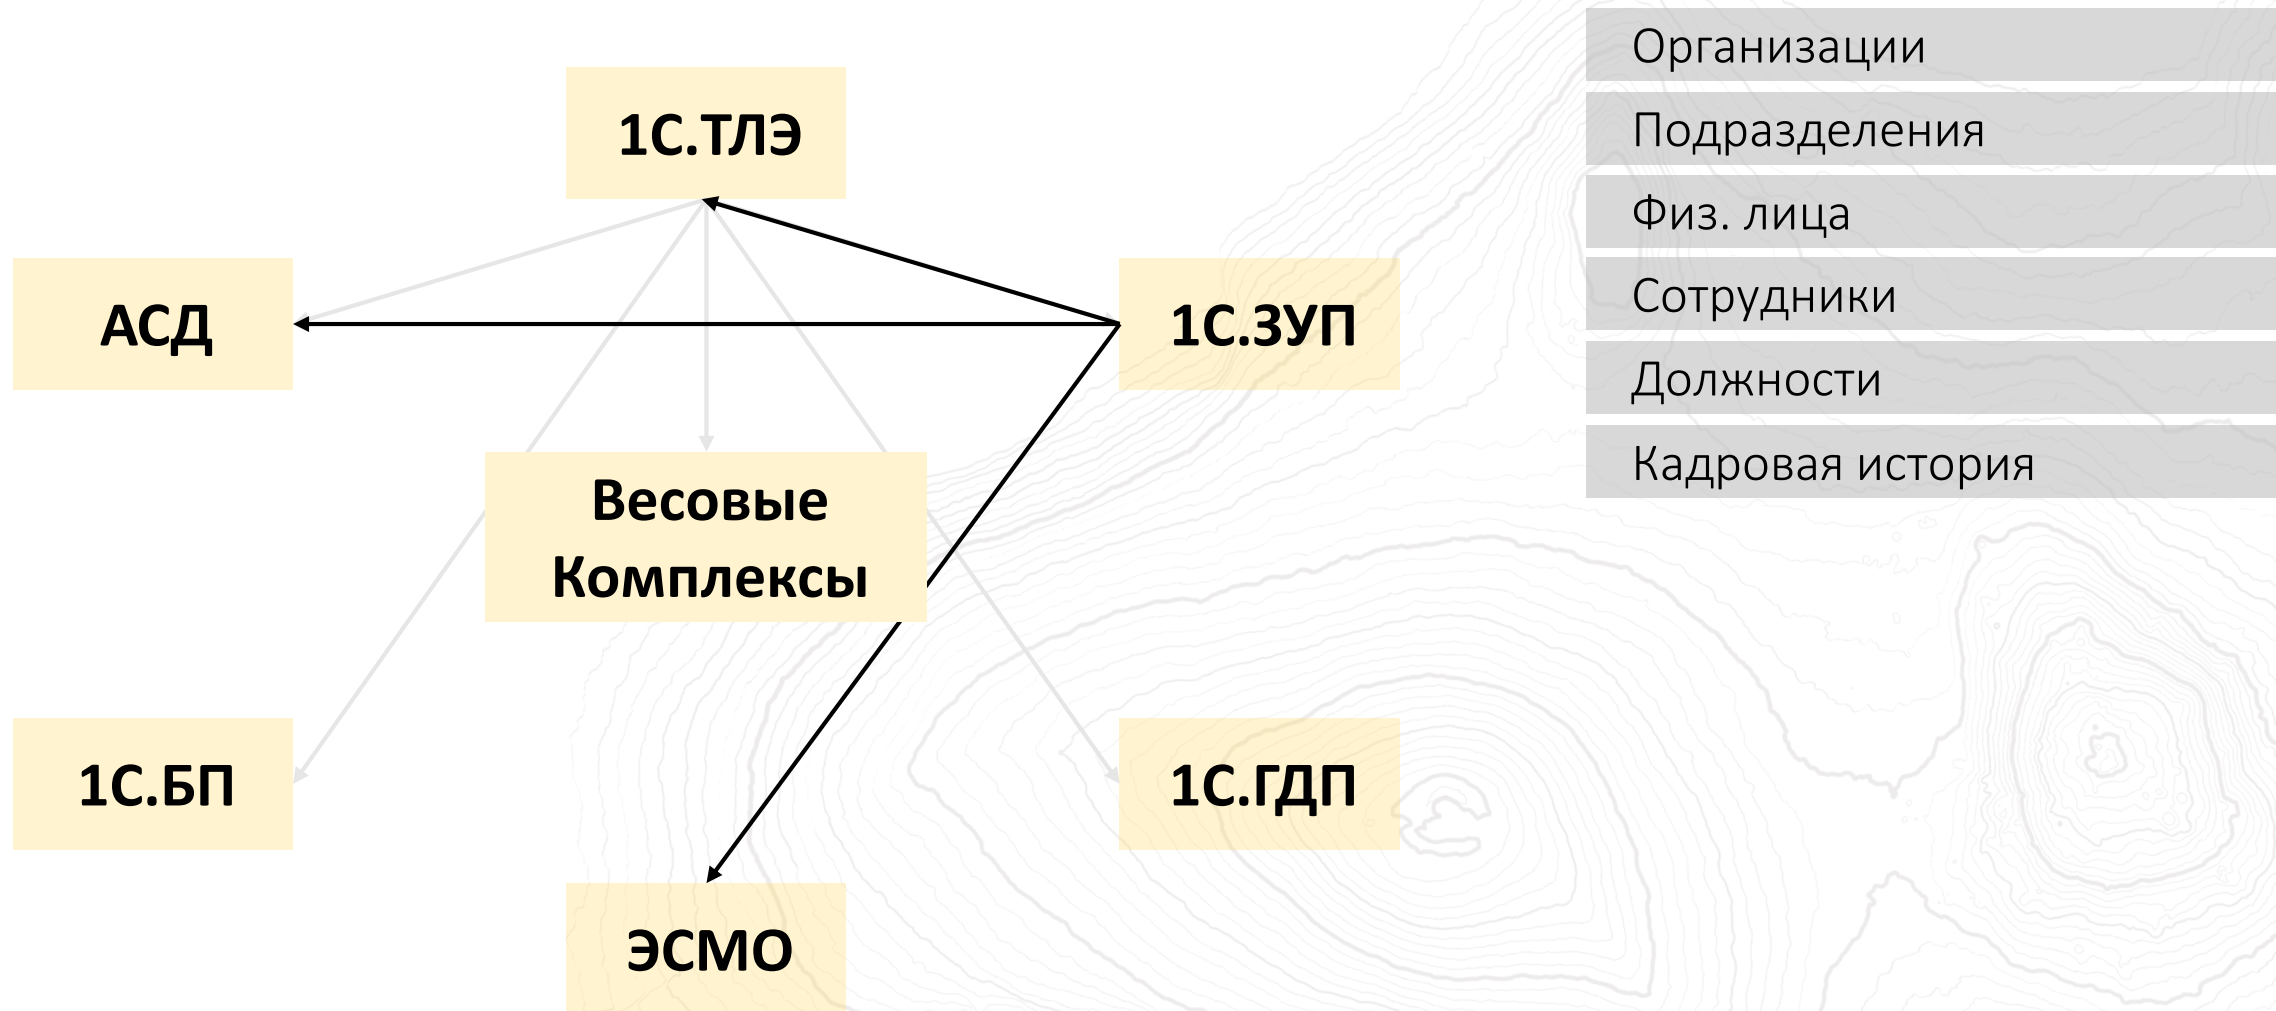 1С.ТЛЭ
АСД
1С.ЗУП
Весовые
Комплексы
1С.БП
1С.ГДП
ЭСМО
Организации
Подразделения
Физ. лица
Сотрудники
Должности
Кадровая история